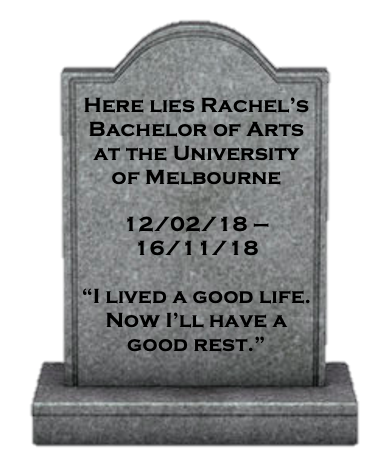 Here lies Rachel's
Bachelor of Arts
at the University
of Melbourne
12/02/18 –
16/11/18
“I lived a good life.
Now I'll have a
good rest.”